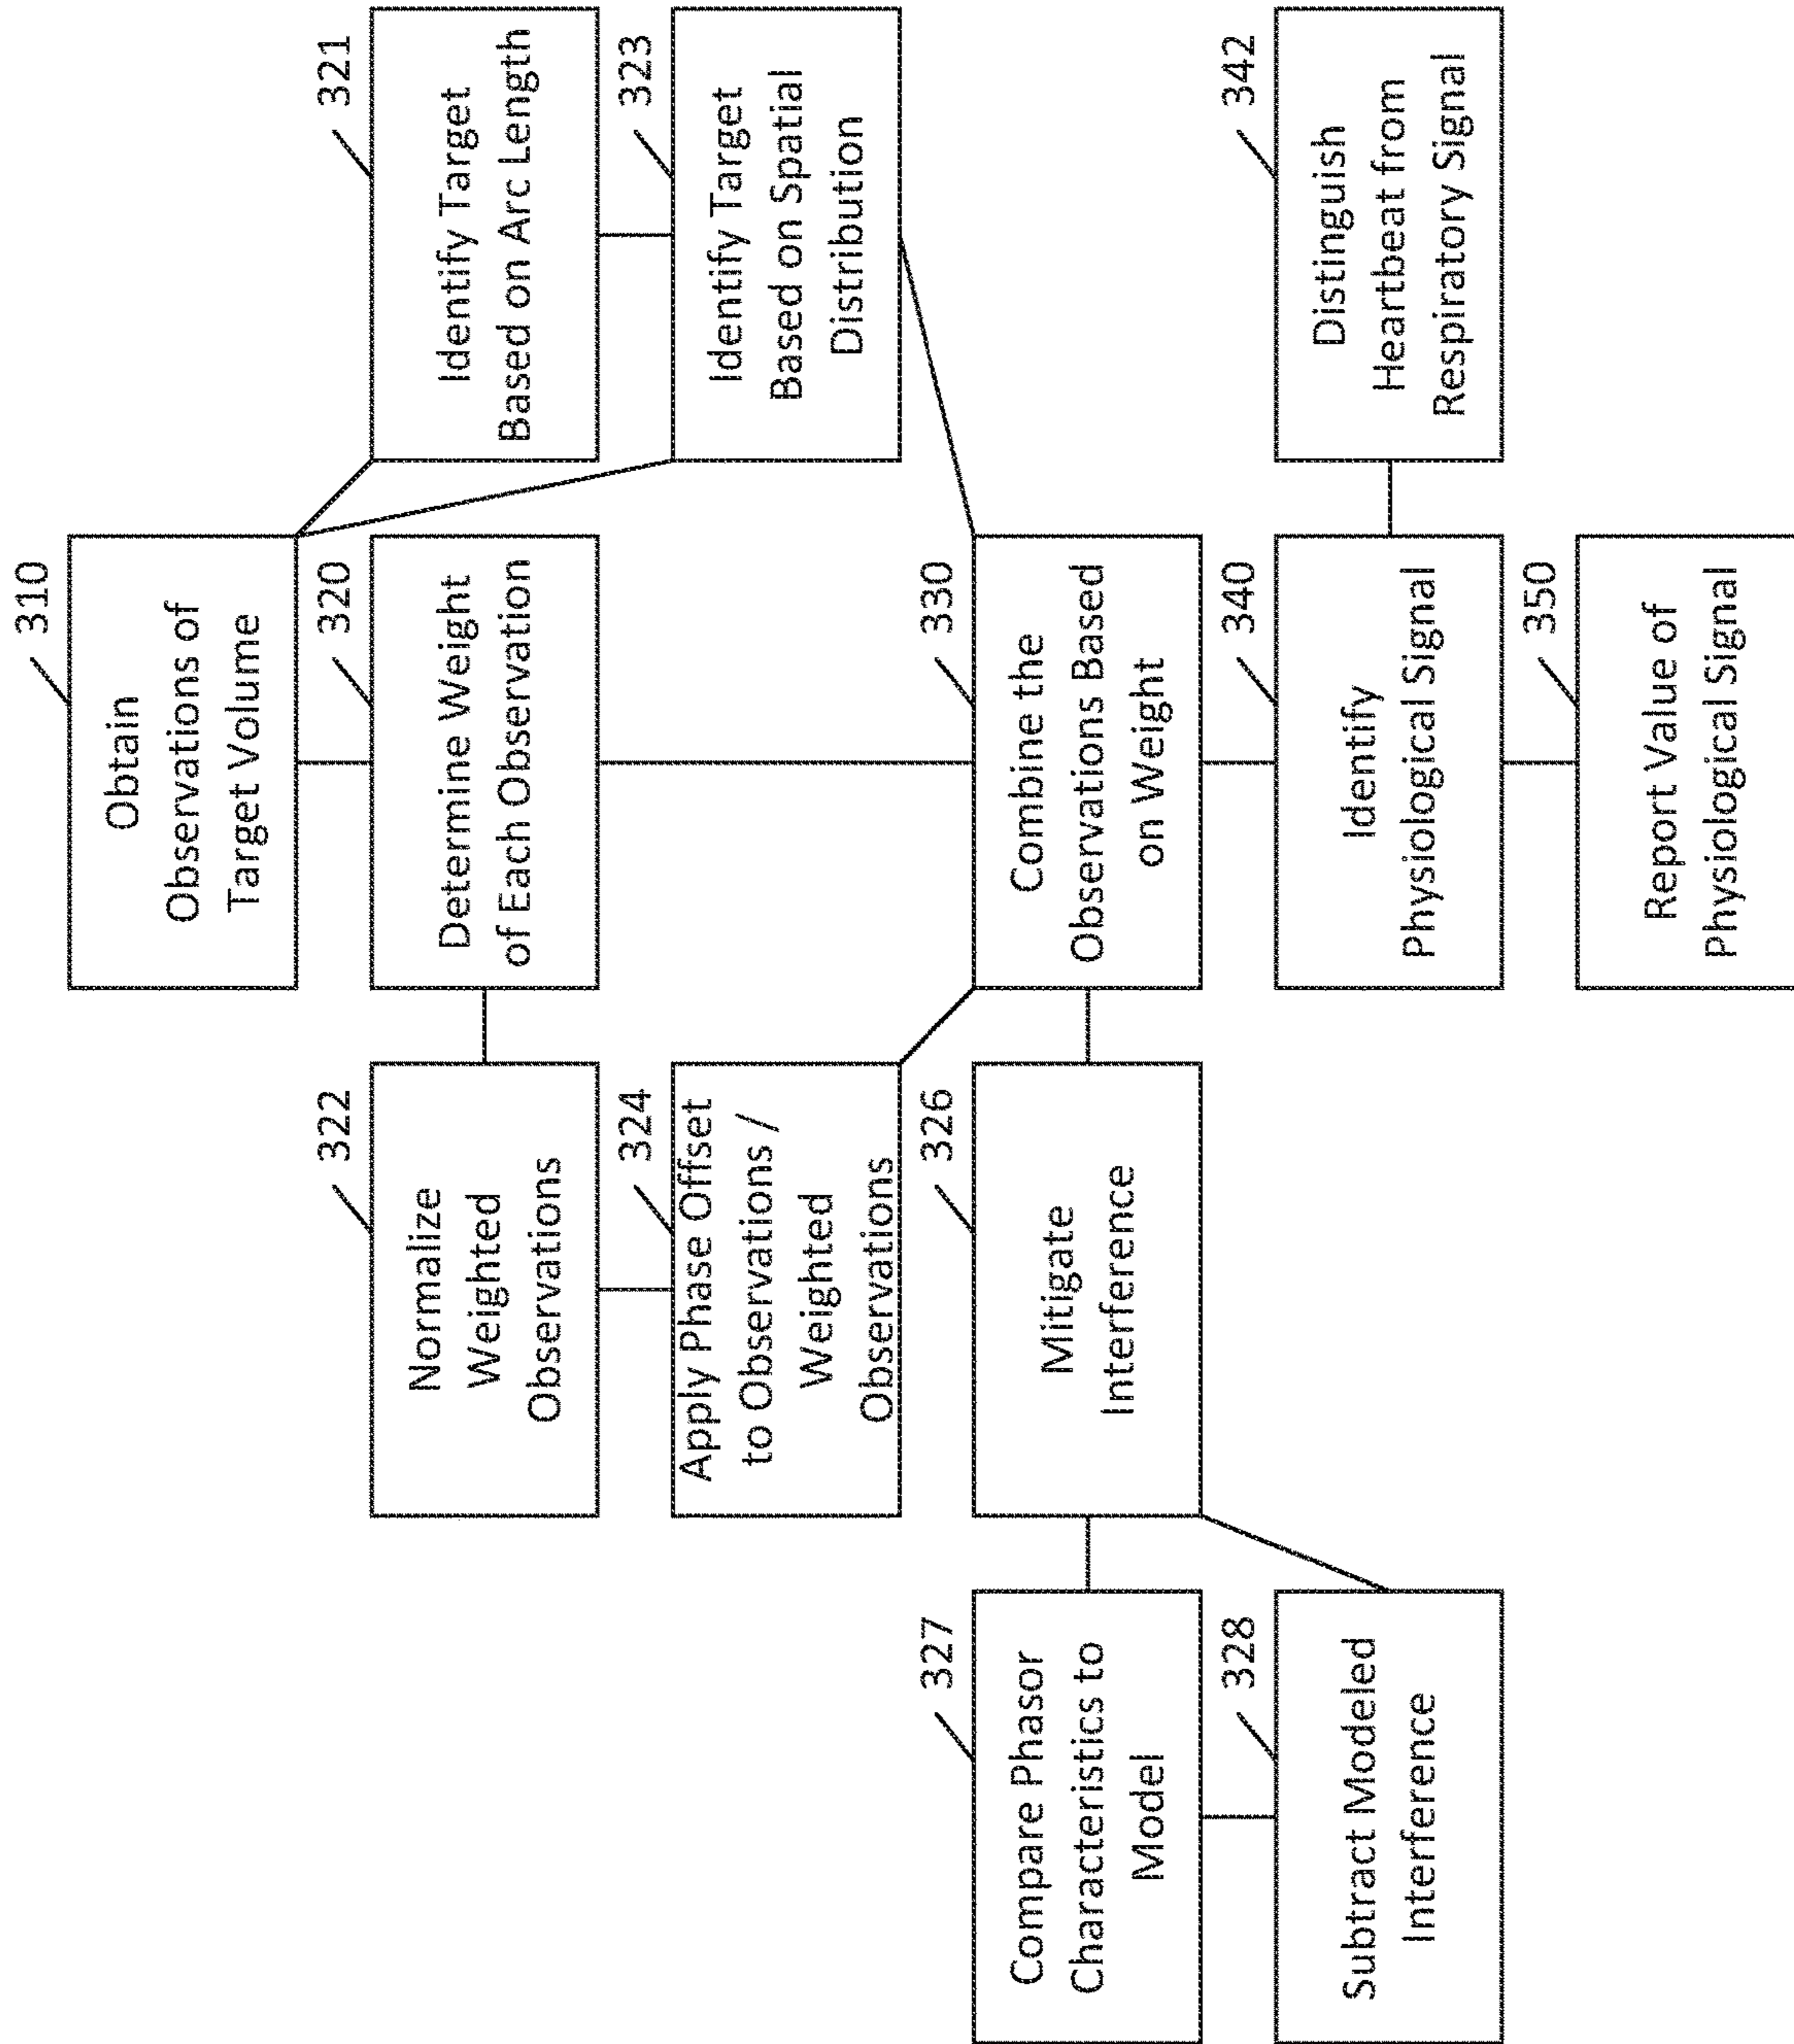 310
Obtain
Observations of
Target Volume
320
Determine Weight
of Each Observation
321
Identify Target
Based on Arc Length
322
Normalize
Weighted
Observations
323
Identify Target
Based on Spatial
Distribution
324
Apply Phase Offset
to Observations /
Weighted
Observations
330
Combine the
Observations Based
on Weight
326
Mitigate
Interference
327
Compare Phasor
Characteristics to
Model
328
Subtract Modeled
Interference
340
Identify
Physiological Signal
342
Distinguish
Heartbeat from
Respiratory Signal
350
Report Value of
Physiological Signal